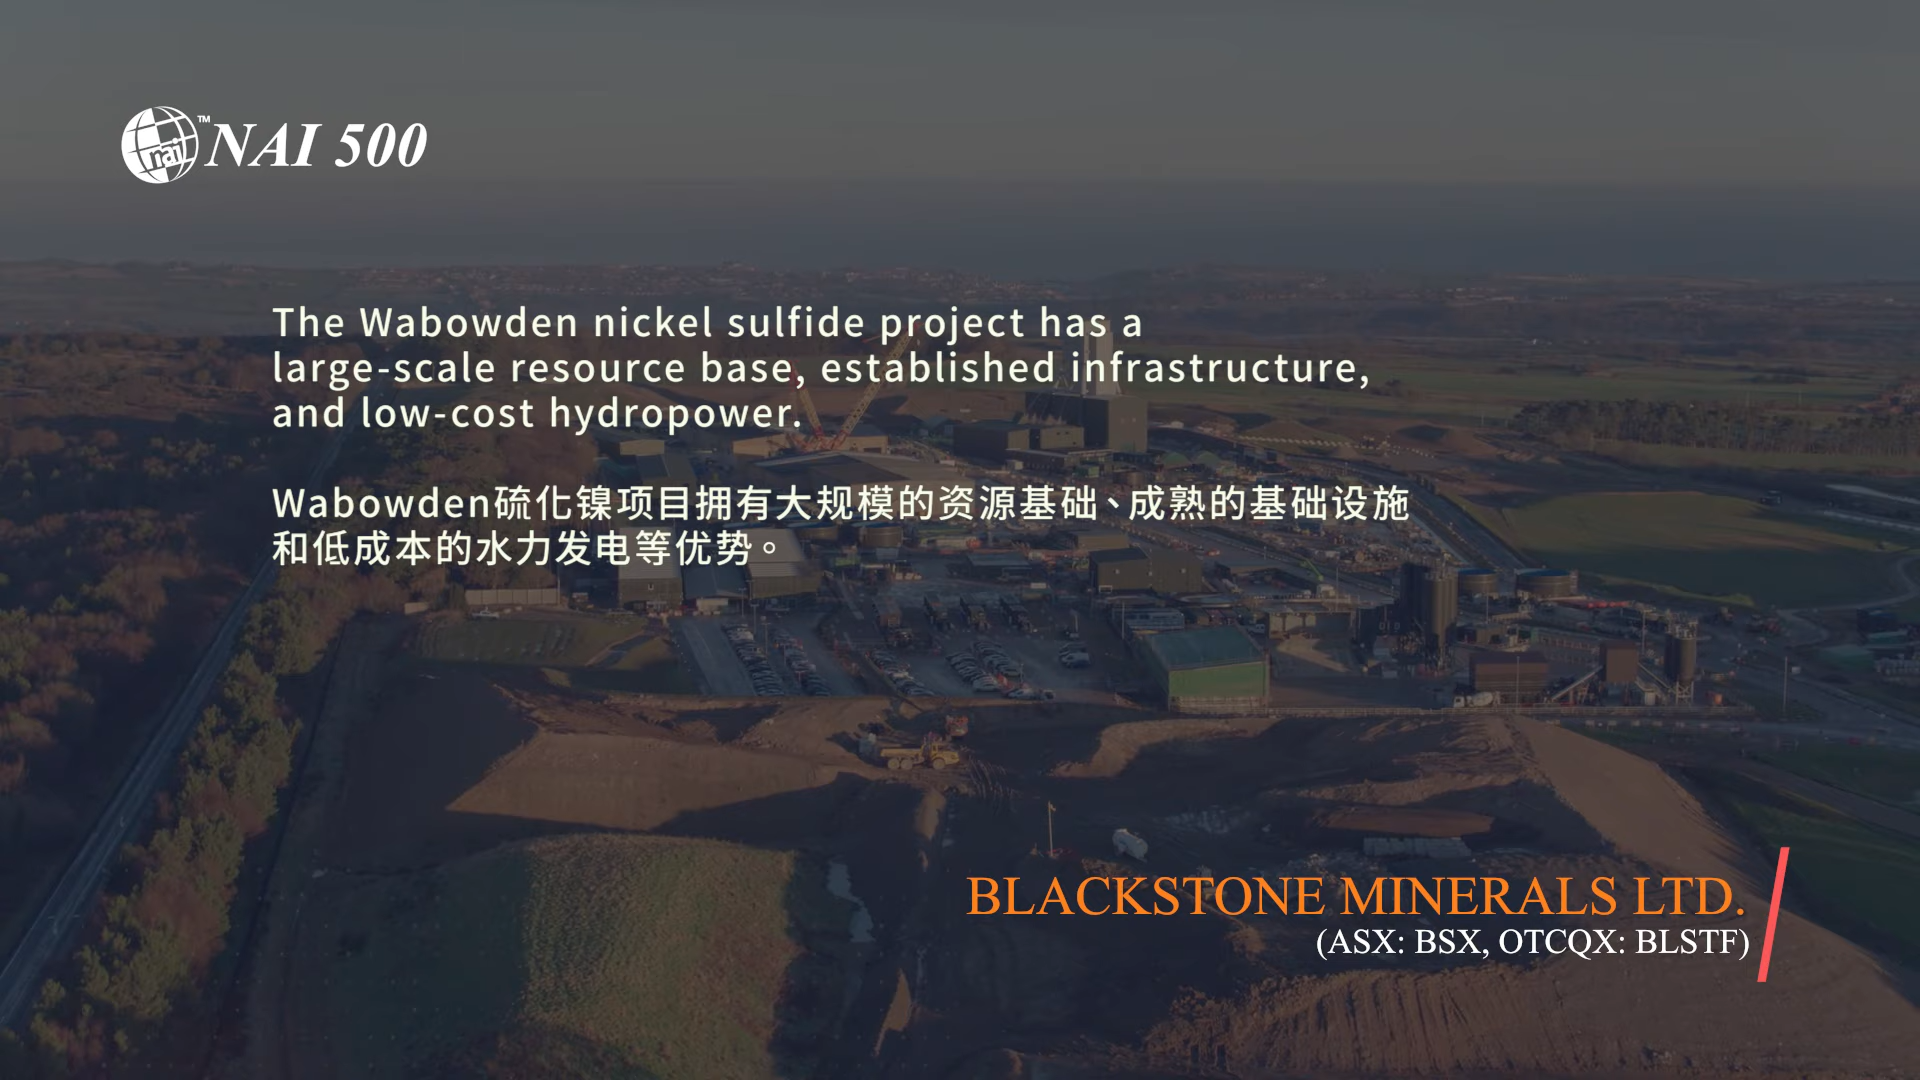 nai™ NAI 500
The Wabowden nickel sulfide project has a
large-scale resource base, established infrastructure,
and low-cost hydropower.
Wabowden硫化镍项目拥有大规模的资源基础、成熟的基础设施
和低成本的水力发电等优势。
BLACKSTONE MINERALS LTD.
(ASX: BSX, OTCQX: BLSTF)